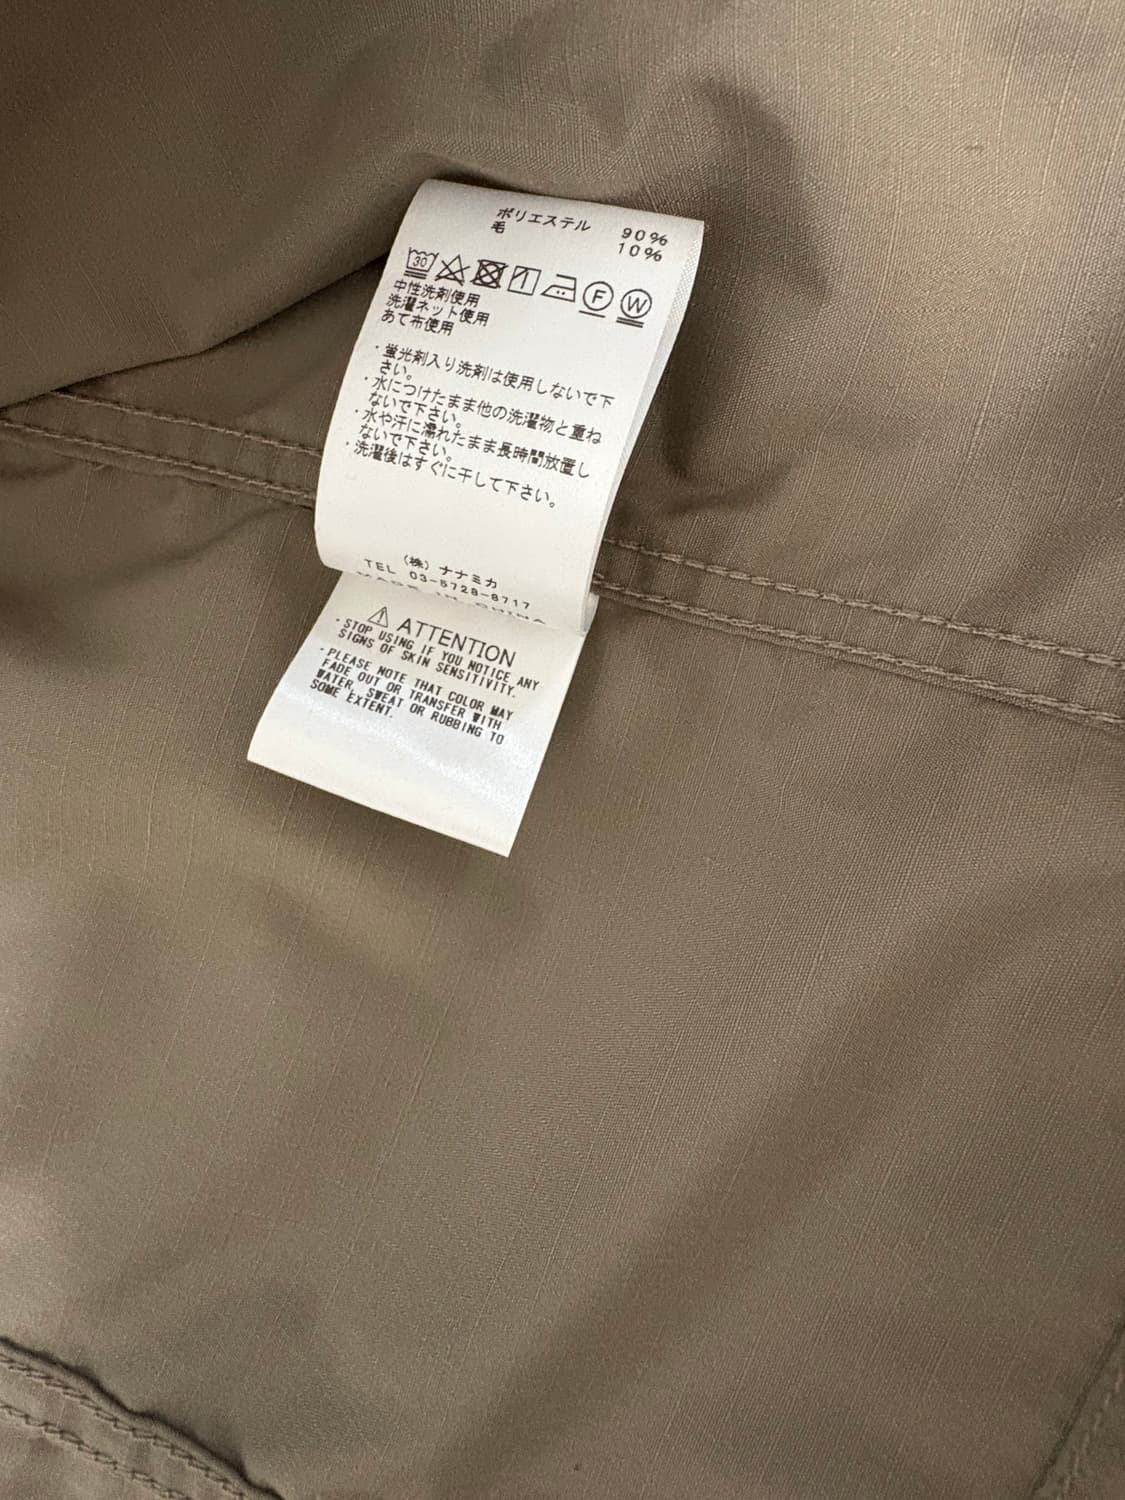 ポリエステル 90%
毛 10%
30
F W
中性洗剤使用
洗濯ネット使用
あて布使用
・蛍光剤入り洗剤は使用しないで下
さい。
・水につけたまま他の洗濯物と重ね
ないで下さい。
・水や汗に濡れたまま長時間放置し
ないで下さい。
・洗濯後はすぐに干して下さい。
(株) ナナミカ
TEL 03-5728-8717
MADE IN CHINA
⚠ ATTENTION
・STOP USING IF YOU NOTICE ANY
SIGNS OF SKIN SENSITIVITY.
・PLEASE NOTE THAT COLOR MAY
FADE OUT OR TRANSFER WITH
WATER, SWEAT OR RUBBING TO
SOME EXTENT.